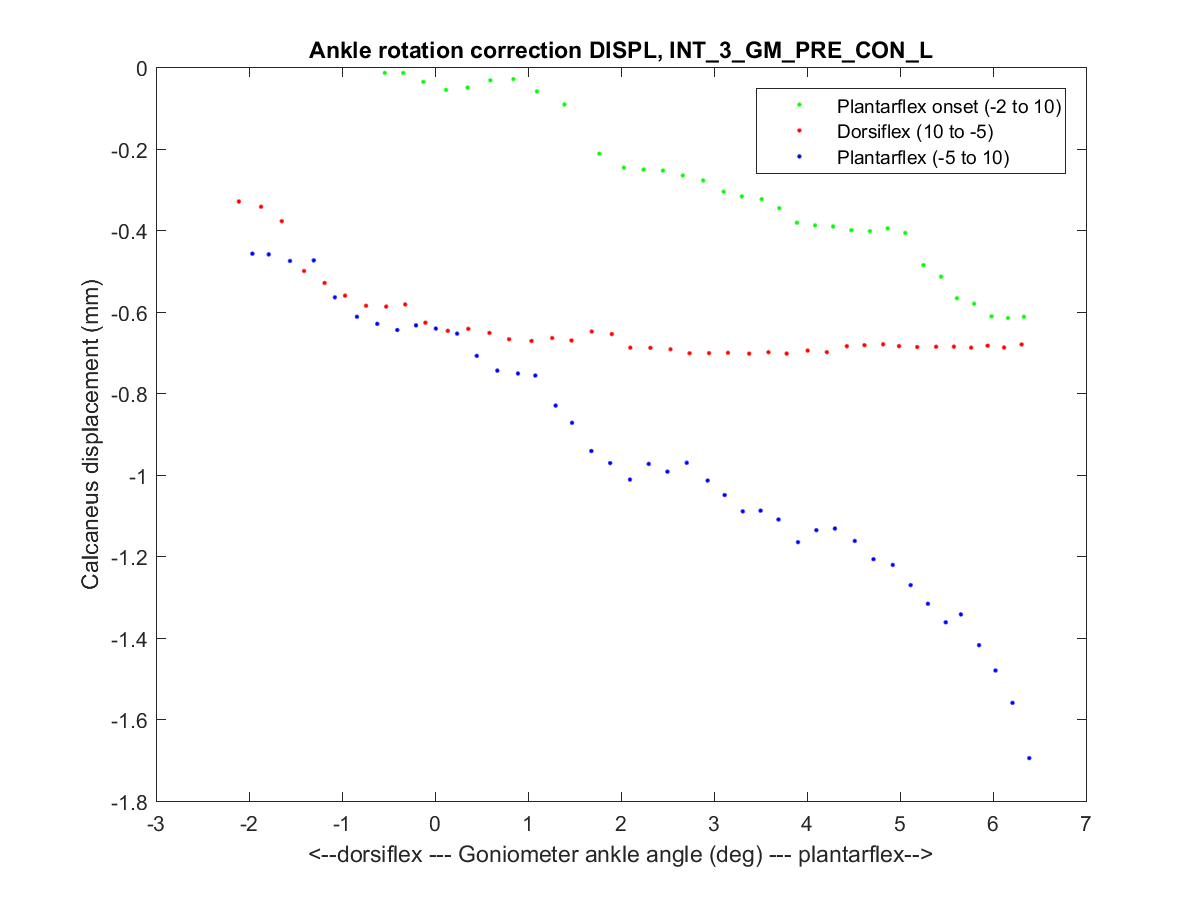 Ankle rotation correction DISPL, INT_3_GM_PRE_CON_L
Plantarflex onset (-2 to 10)
Dorsiflex (10 to -5)
Plantarflex (-5 to 10)
Calcaneus displacement (mm)
0
-0.2
-0.4
-0.6
-0.8
-1
-1.2
-1.4
-1.6
-1.8
-3 -2 -1 0 1 2 3 4 5 6 7
<--dorsiflex --- Goniometer ankle angle (deg) --- plantarflex-->